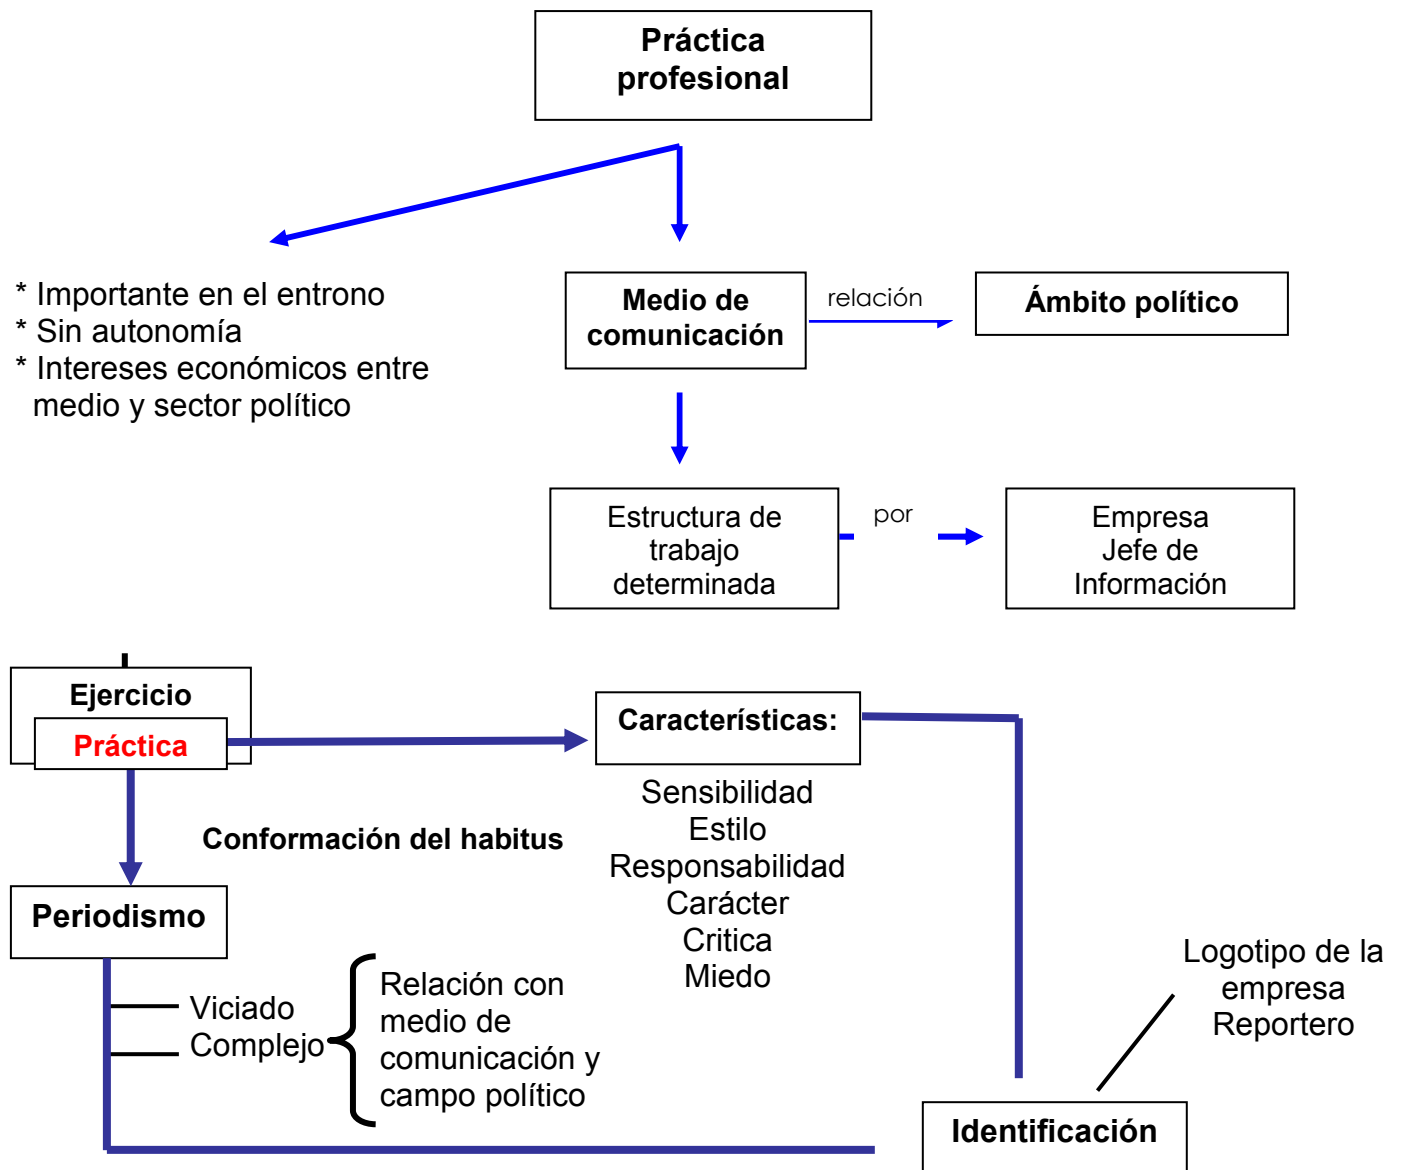 Práctica
profesional
* Importante en el entrono
* Sin autonomía
* Intereses económicos entre
medio y sector político
Medio de
comunicación
relación
Ámbito político
Estructura de
trabajo
determinada
por
Empresa
Jefe de
Información
Ejercicio
Práctica
Características:
Sensibilidad
Estilo
Responsabilidad
Carácter
Critica
Miedo
Conformación del habitus
Periodismo
Viciado
Complejo
Relación con
medio de
comunicación y
campo político
Logotipo de la
empresa
Reportero
Identificación